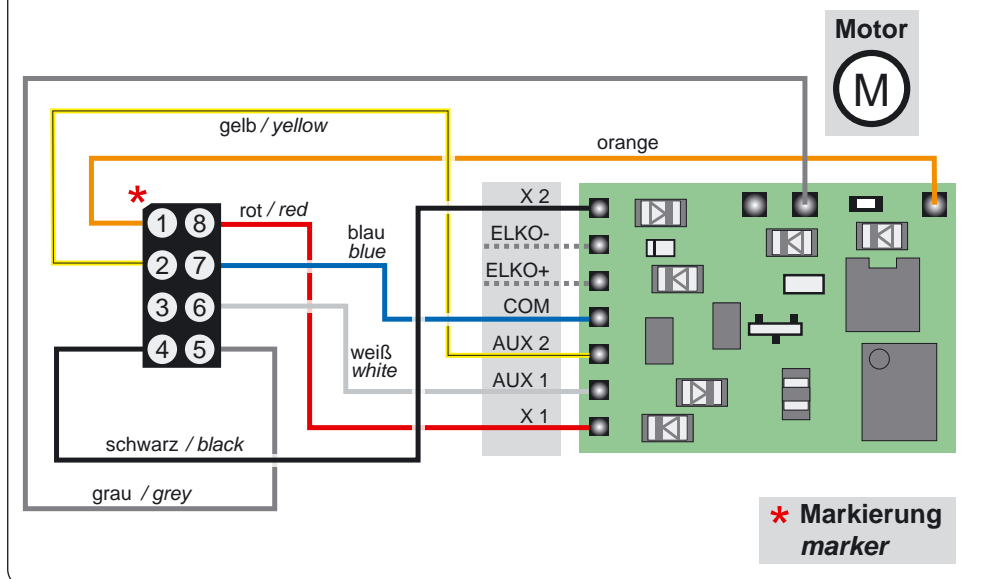 Motor
M
gelb / yellow
orange
*
1 8
rot / red
2 7
blau
blue
3 6
4 5
weiß
white
schwarz / black
grau / grey
X 2
ELKO-
ELKO+
COM
AUX 2
AUX 1
X 1
* Markierung
marker